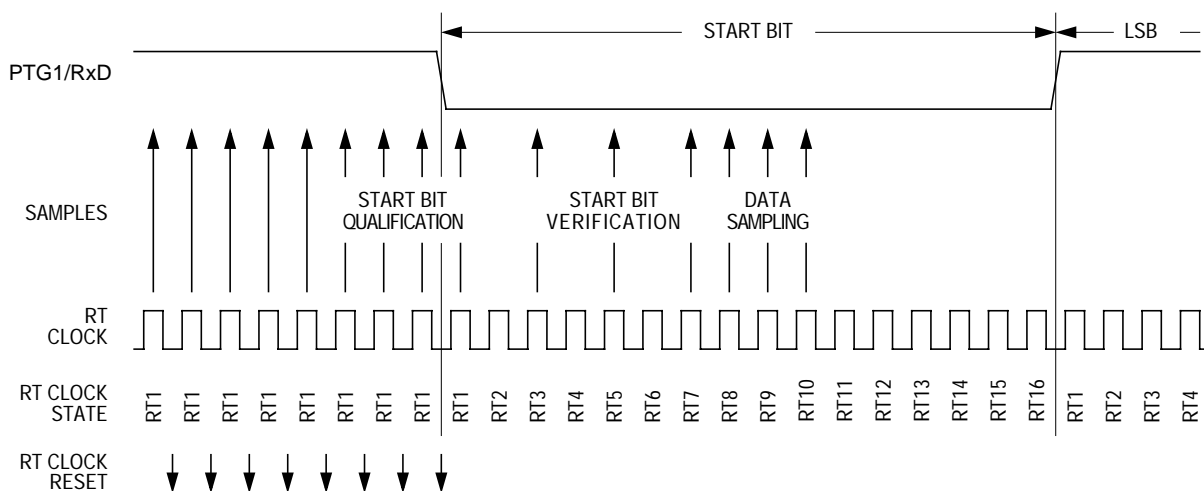 START BIT
LSB
PTG1/RxD
SAMPLES
START BIT
QUALIFICATION
START BIT
VERIFICATION
DATA
SAMPLING
RT
CLOCK
RT CLOCK
STATE
RT1 RT1 RT1 RT1 RT1 RT1 RT1 RT1 RT1 RT2 RT3 RT4 RT5 RT6 RT7 RT8 RT9 RT10 RT11 RT12 RT13 RT14 RT15 RT16 RT1 RT2 RT3 RT4
RT CLOCK
RESET